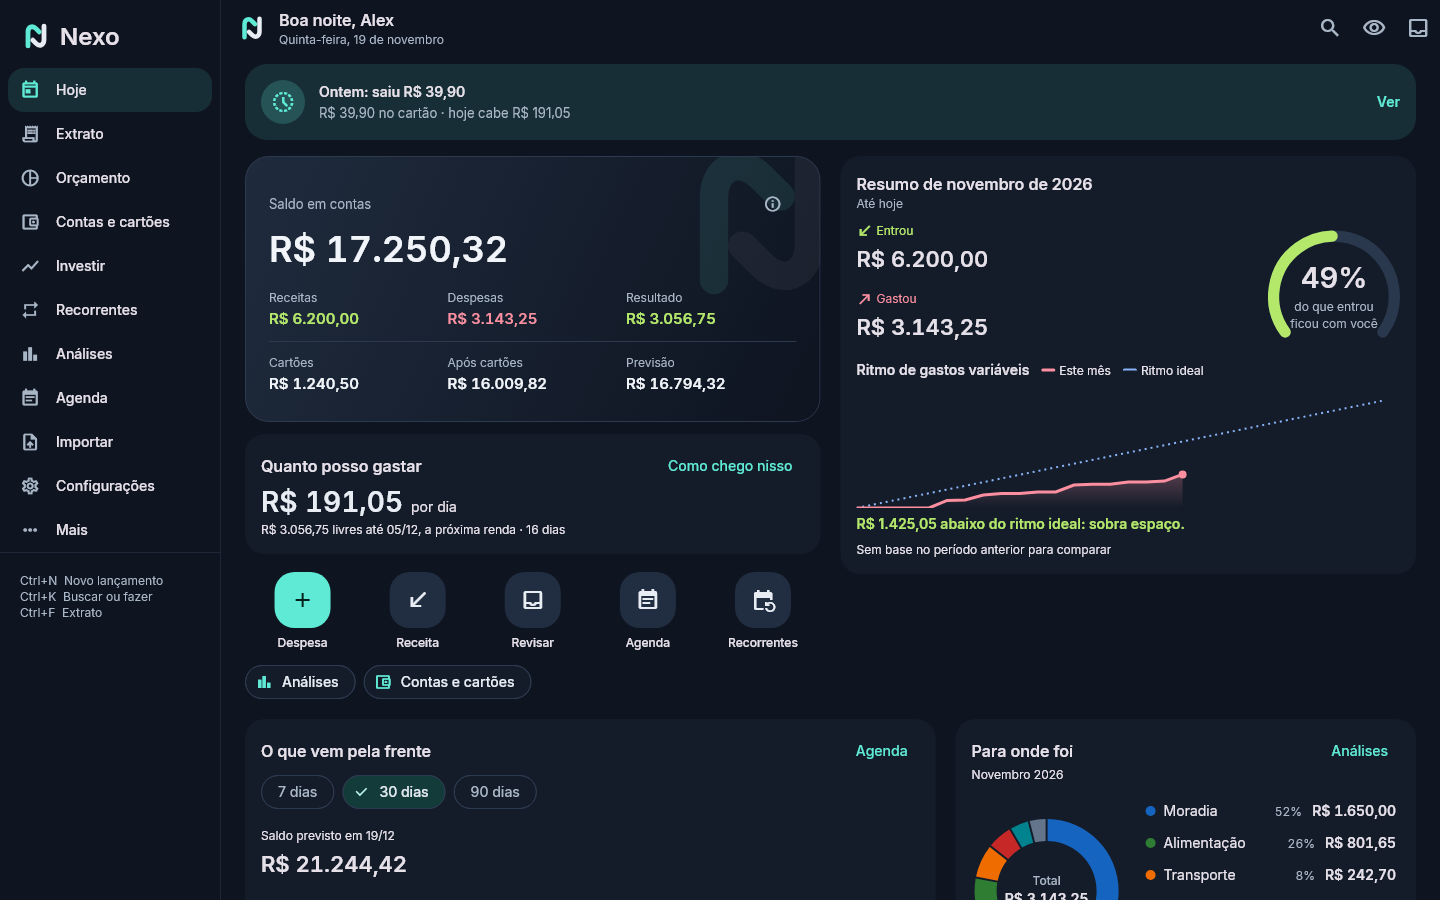 Nexo
Hoje
Extrato
Orçamento
Contas e cartões
Investir
Recorrentes
Análises
Agenda
Importar
Configurações
Mais
Ctrl+N Novo lançamento
Ctrl+K Buscar ou fazer
Ctrl+F Extrato
Boa noite, Alex
Quinta-feira, 19 de novembro
Ontem: saiu R$ 39,90
R$ 39,90 no cartão · hoje cabe R$ 191,05
Ver
Saldo em contas
R$ 17.250,32
Receitas Despesas Resultado
R$ 6.200,00 R$ 3.143,25 R$ 3.056,75
Cartões Após cartões Previsão
R$ 1.240,50 R$ 16.009,82 R$ 16.794,32
Resumo de novembro de 2026
Até hoje
Entrou
R$ 6.200,00
Gastou
R$ 3.143,25
49%
do que entrou
ficou com você
Ritmo de gastos variáveis Este mês Ritmo ideal
R$ 1.425,05 abaixo do ritmo ideal: sobra espaço.
Sem base no período anterior para comparar
Quanto posso gastar Como chego nisso
R$ 191,05 por dia
R$ 3.056,75 livres até 05/12, a próxima renda · 16 dias
Despesa Receita Revisar Agenda Recorrentes
Análises Contas e cartões
O que vem pela frente Agenda
7 dias 30 dias 90 dias
Saldo previsto em 19/12
R$ 21.244,42
Para onde foi Análises
Novembro 2026
Moradia 52% R$ 1.650,00
Alimentação 26% R$ 801,65
Transporte 8% R$ 242,70
Total
R$ 3.143,25